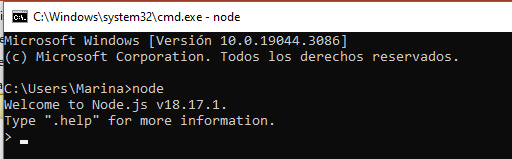 C:\Windows\system32\cmd.exe - node
Microsoft Windows [Versión 10.0.19044.3086]
(c) Microsoft Corporation. Todos los derechos reservados.
C:\Users\Marina>node
Welcome to Node.js v18.17.1.
Type ".help" for more information.
>